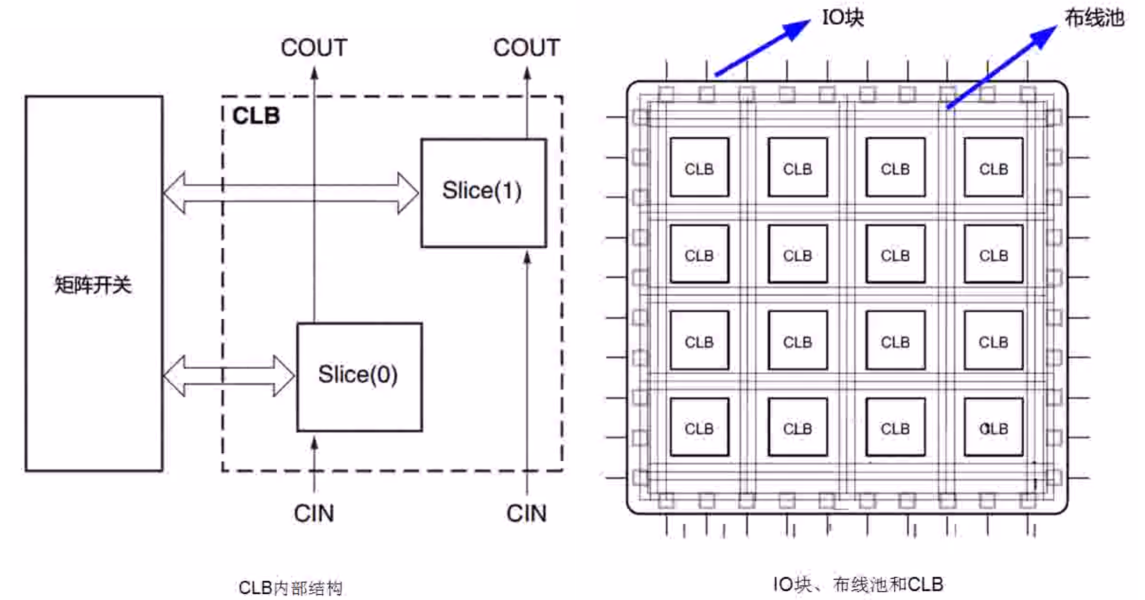 COUT COUT
CLB
Slice(1)
矩阵开关
Slice(0)
CIN CIN
CLB内部结构
IO块 布线池
CLB CLB CLB CLB
CLB CLB CLB CLB
CLB CLB CLB CLB
CLB CLB CLB CLB
IO块、布线池和CLB